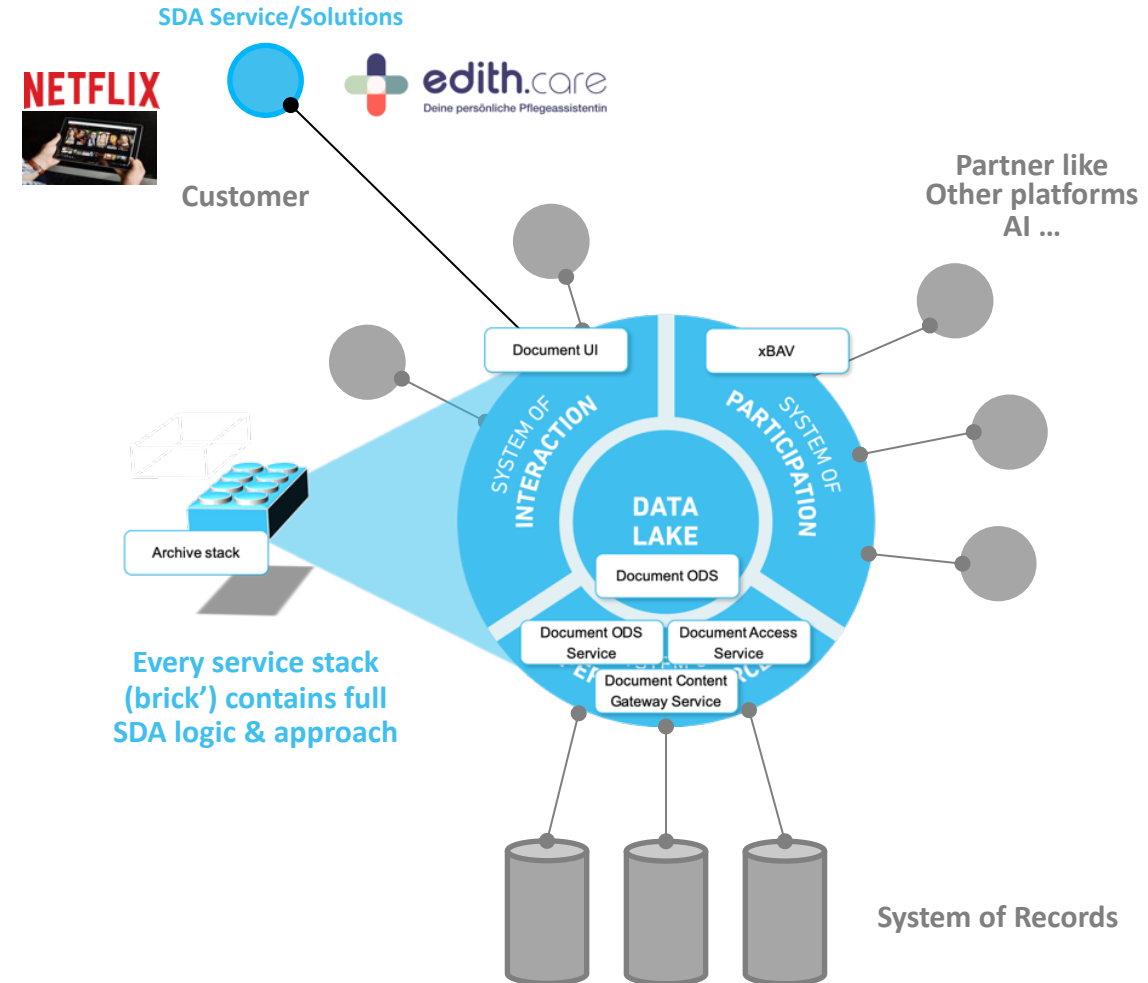 SDA Service/Solutions
NETFLIX
edith.care
Deine persönliche Pflegeassistentin
Customer
Partner like
Other platforms
AI ...
Document UI
xBAV
SYSTEM OF
INTERACTION
SYSTEM OF
PARTICIPATION
DATA
LAKE
Document ODS
Archive stack
Document ODS
Service
Document Access
Service
Document Content
Gateway Service
Every service stack
(brick') contains full
SDA logic & approach
System of Records